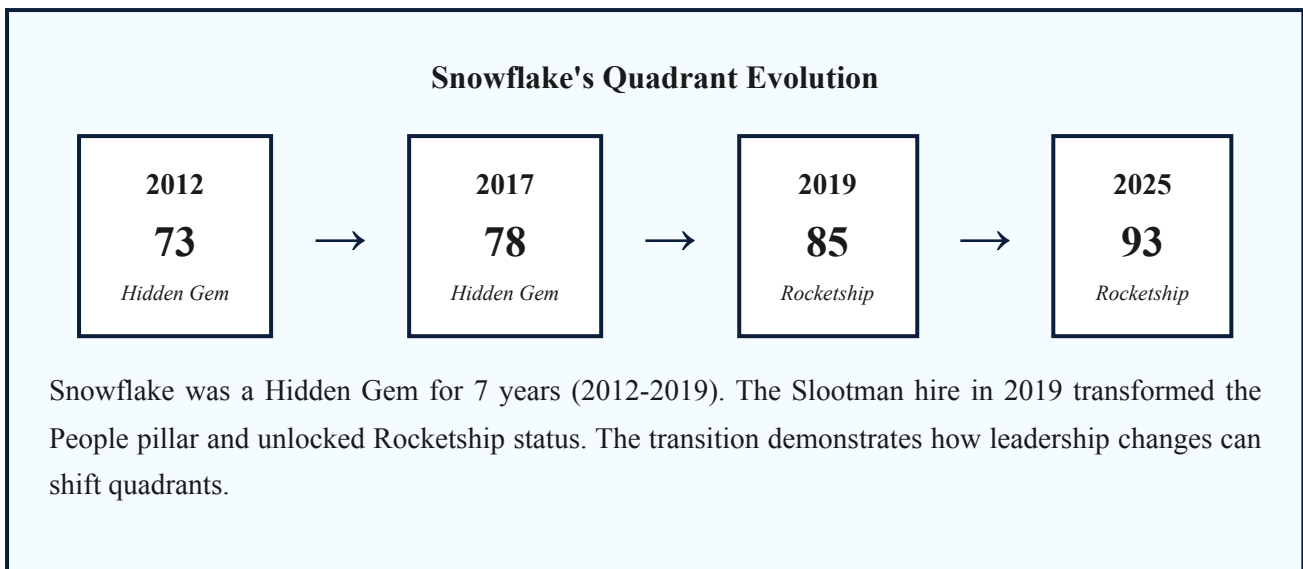 Snowflake's Quadrant Evolution
2012
73
Hidden Gem
→
2017
78
Hidden Gem
→
2019
85
Rocketship
→
2025
93
Rocketship
Snowflake was a Hidden Gem for 7 years (2012-2019). The Slootman hire in 2019 transformed the
People pillar and unlocked Rocketship status. The transition demonstrates how leadership changes can
shift quadrants.